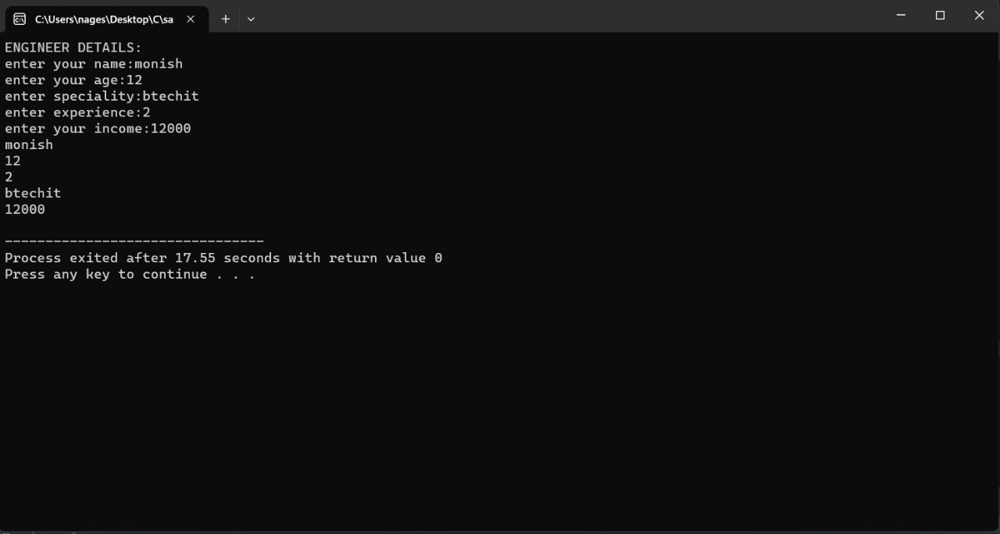 C:\Users\nages\Desktop\C\sa
ENGINEER DETAILS:
enter your name:monish
enter your age:12
enter speciality:btechit
enter experience:2
enter your income:12000
monish
12
2
btechit
12000
--------------------------------
Process exited after 17.55 seconds with return value 0
Press any key to continue . . .